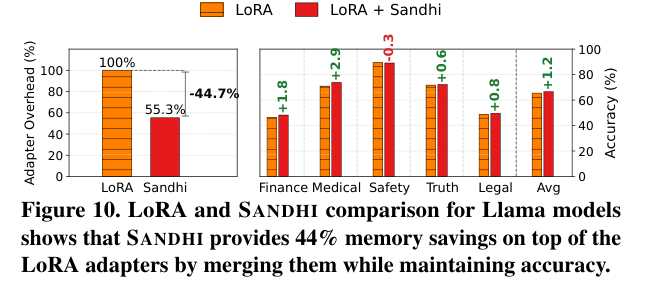 LoRA LoRA + Sandhi
Adapter Overhead (%)
100
80
60
40
20
0
100%
55.3%
-44.7%
LoRA Sandhi
+1.8
+2.9
-0.3
+0.6
+0.8
+1.2
100
80
60
40
20
0
Accuracy (%)
Finance Medical Safety Truth Legal Avg
Figure 10. LoRA and SANDHI comparison for Llama models
shows that SANDHI provides 44% memory savings on top of the
LoRA adapters by merging them while maintaining accuracy.